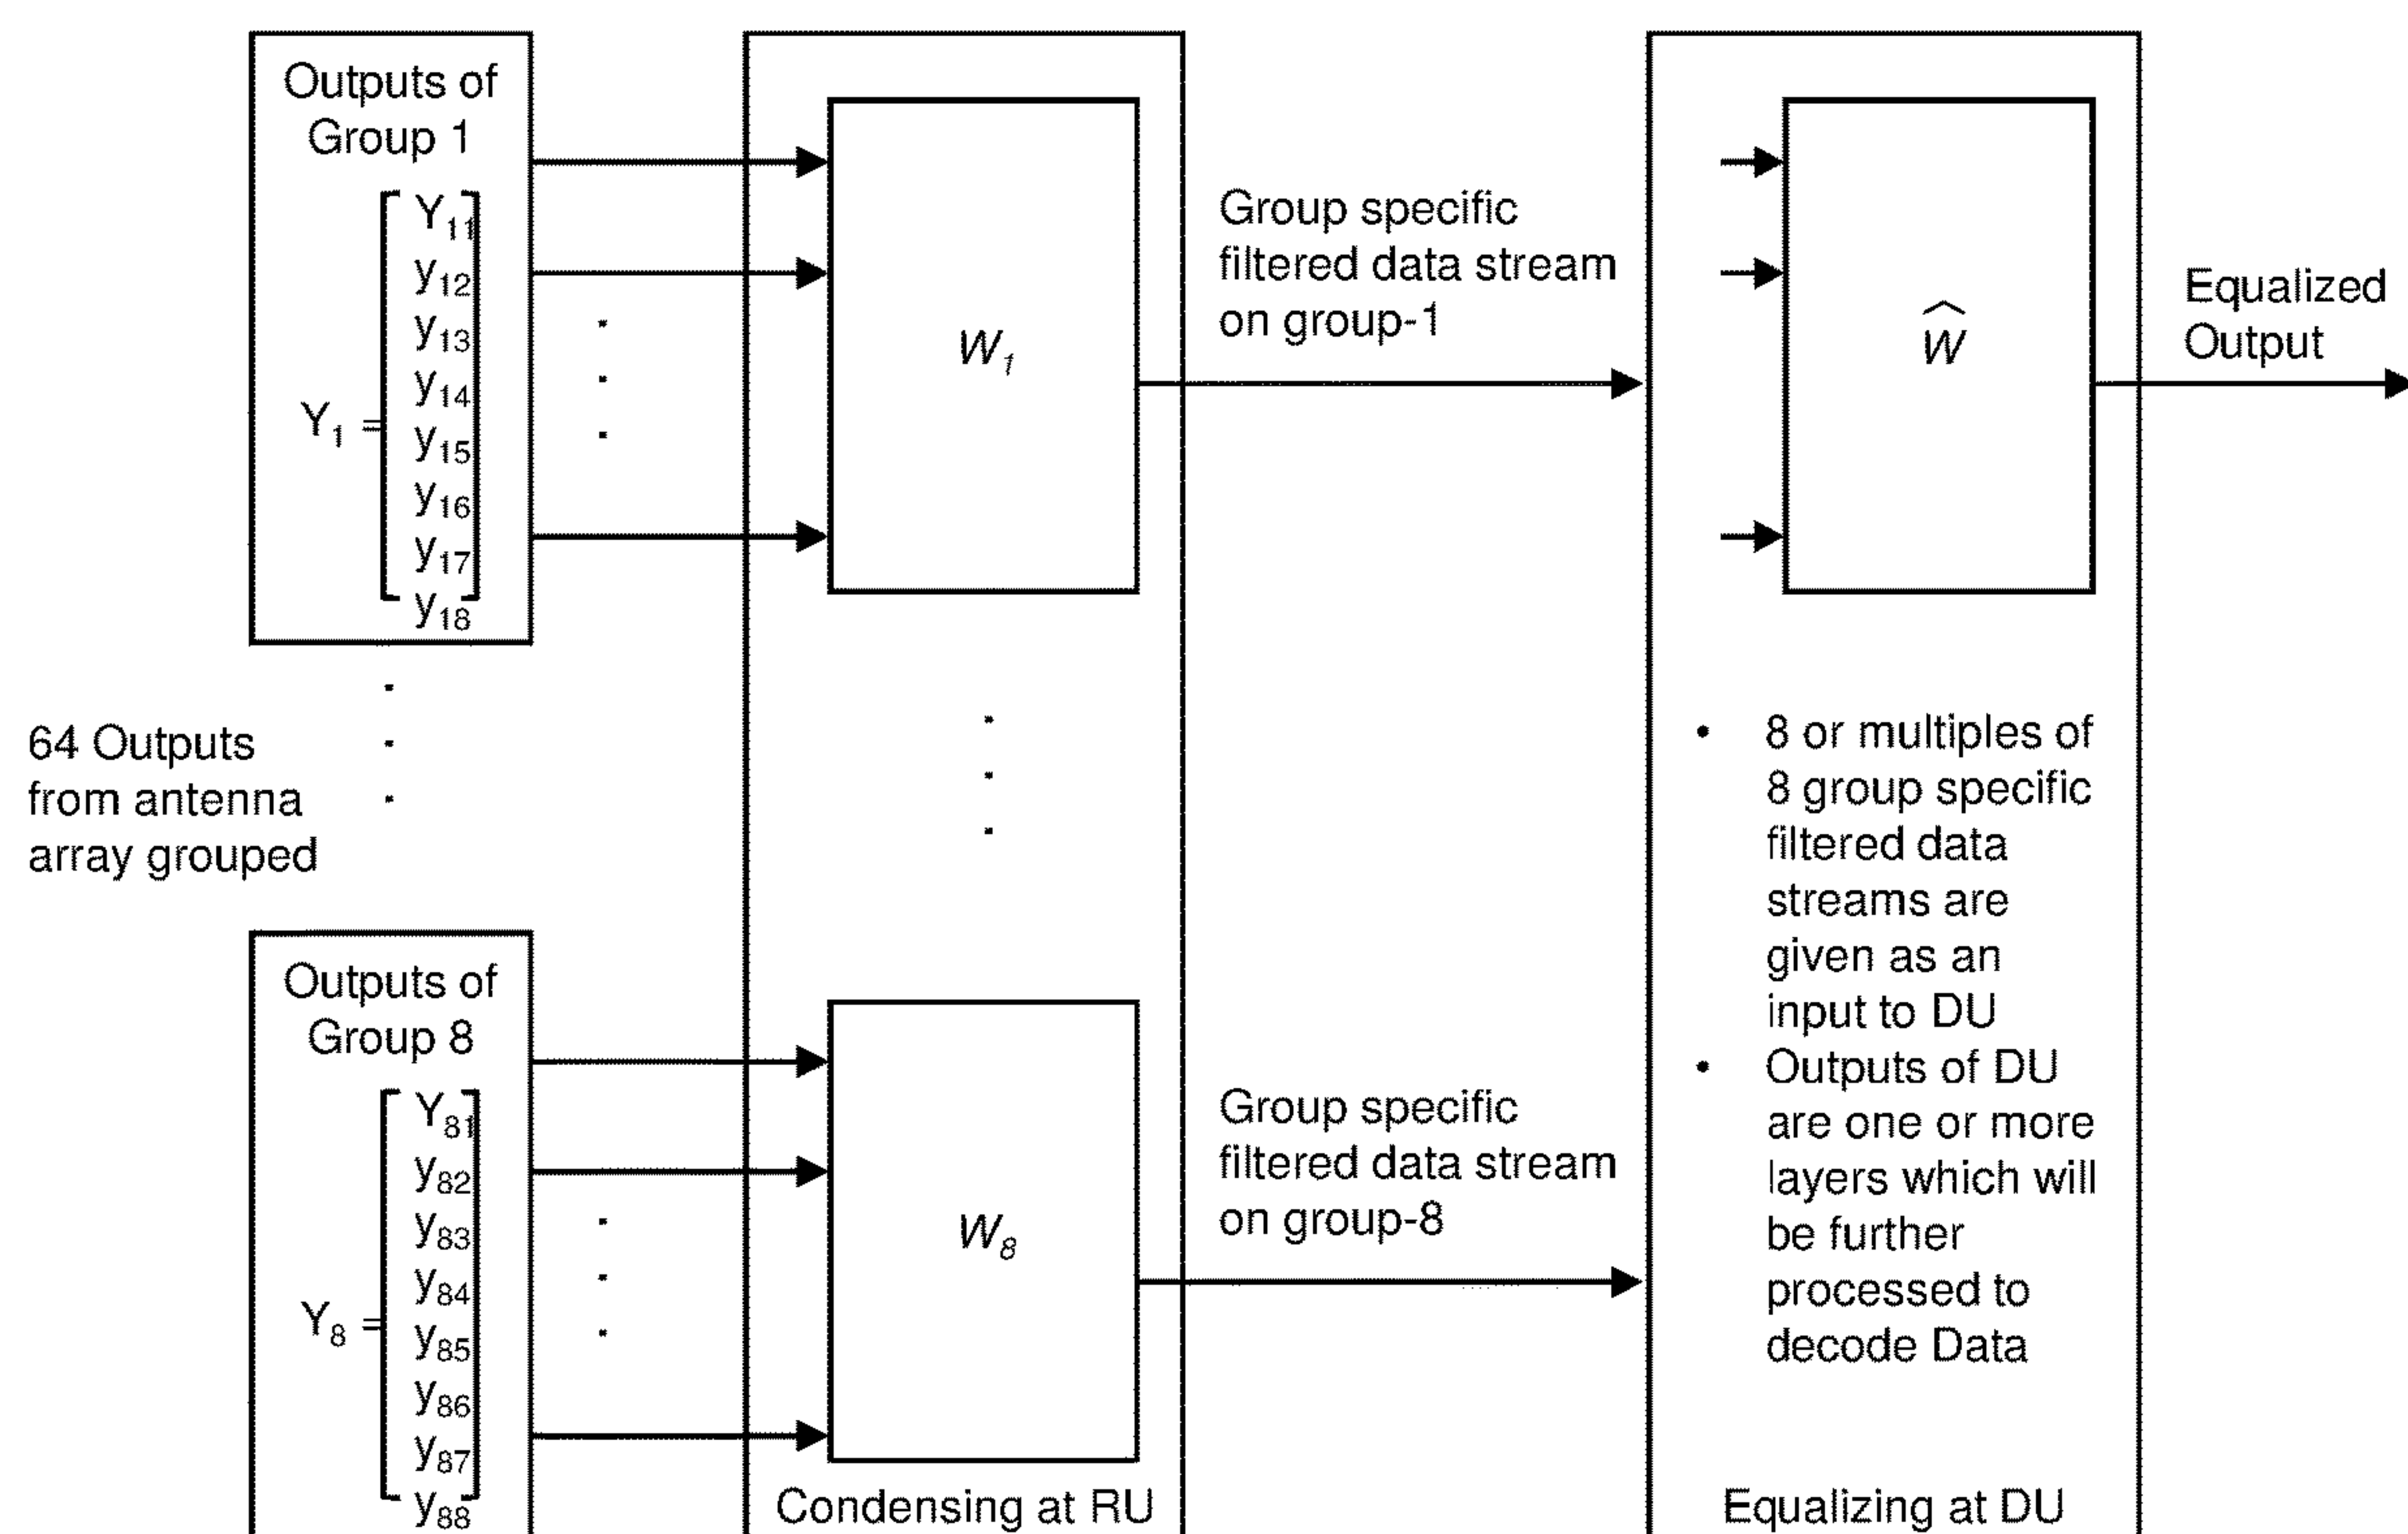 Outputs of
Group 1
Y₁₁
y₁₂
y₁₃
y₁₄
Y₁ =
y₁₅
y₁₆
y₁₇
y₁₈
64 Outputs
from antenna
array grouped
Outputs of
Group 8
Y₈₁
y₈₂
y₈₃
y₈₄
Y₈ =
y₈₅
y₈₆
y₈₇
y₈₈
W₁
W₈
Condensing at RU
Group specific
filtered data stream
on group-1
Group specific
filtered data stream
on group-8
Ŵ
• 8 or multiples of
8 group specific
filtered data
streams are
given as an
input to DU
• Outputs of DU
are one or more
layers which will
be further
processed to
decode Data
Equalizing at DU
Equalized
Output